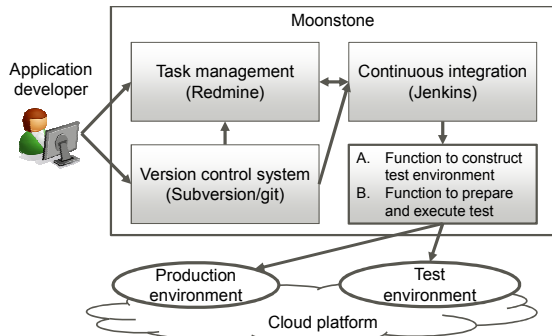 Moonstone
Application
developer
Task management
(Redmine)
Continuous integration
(Jenkins)
Version control system
(Subversion/git)
A. Function to construct
test environment
B. Function to prepare
and execute test
Production
environment
Test
environment
Cloud platform